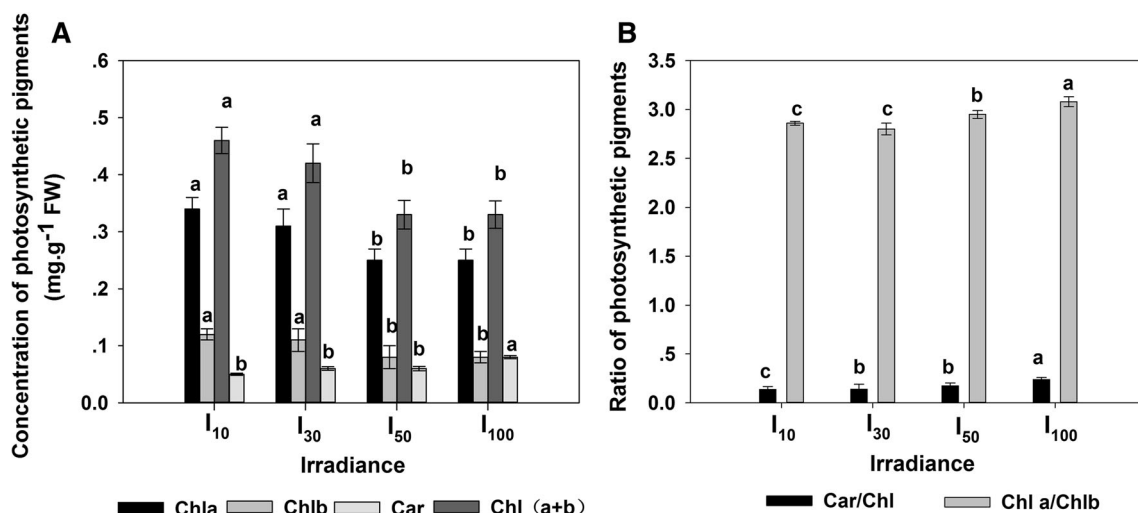 A
Concentration of photosynthetic pigments
(mg.g⁻¹ FW)
.6
.5
.4
.3
.2
.1
0.0
a
a
b
a
a
a
b
a
b
b
b
b
b
b
a
b
I₁₀
I₃₀
I₅₀
I₁₀₀
Irradiance
Chla
Chlb
Car
Chl（a+b）
B
Ratio of photosynthetic pigments
3.5
3.0
2.5
2.0
1.5
1.0
.5
0.0
c
c
b
c
b
b
a
a
I₁₀
I₃₀
I₅₀
I₁₀₀
Irradiance
Car/Chl
Chl a/Chlb